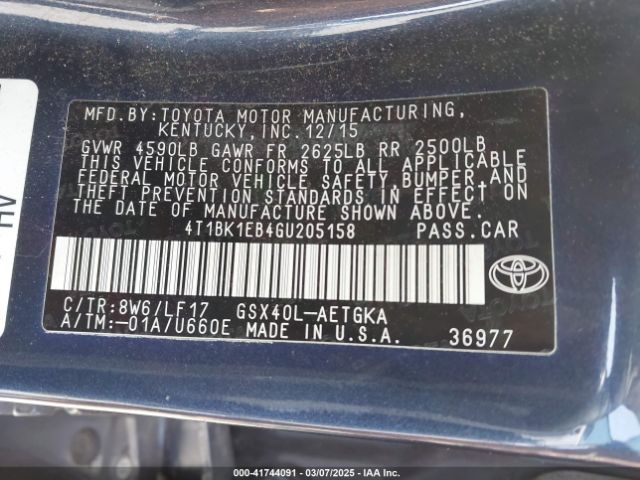 MFD.BY:TOYOTA MOTOR MANUFACTURING,
KENTUCKY,INC.12/15
GVWR 4590LB GAWR FR 2625LB RR 2500LB
THIS VEHICLE CONFORMS TO ALL APPLICABLE
FEDERAL MOTOR VEHICLE SAFETY,BUMPER,AND
THEFT PREVENTION STANDARDS IN EFFECT ON
THE DATE OF MANUFACTURE SHOWN ABOVE.
4T1BK1EB4GU205158 PASS.CAR
C/TR:8W6/LF17 GSX40L-AETGKA
A/TM:-01A/U660E MADE IN U.S.A. 36977
HV
000-41744091 - 03/07/2025 - IAA